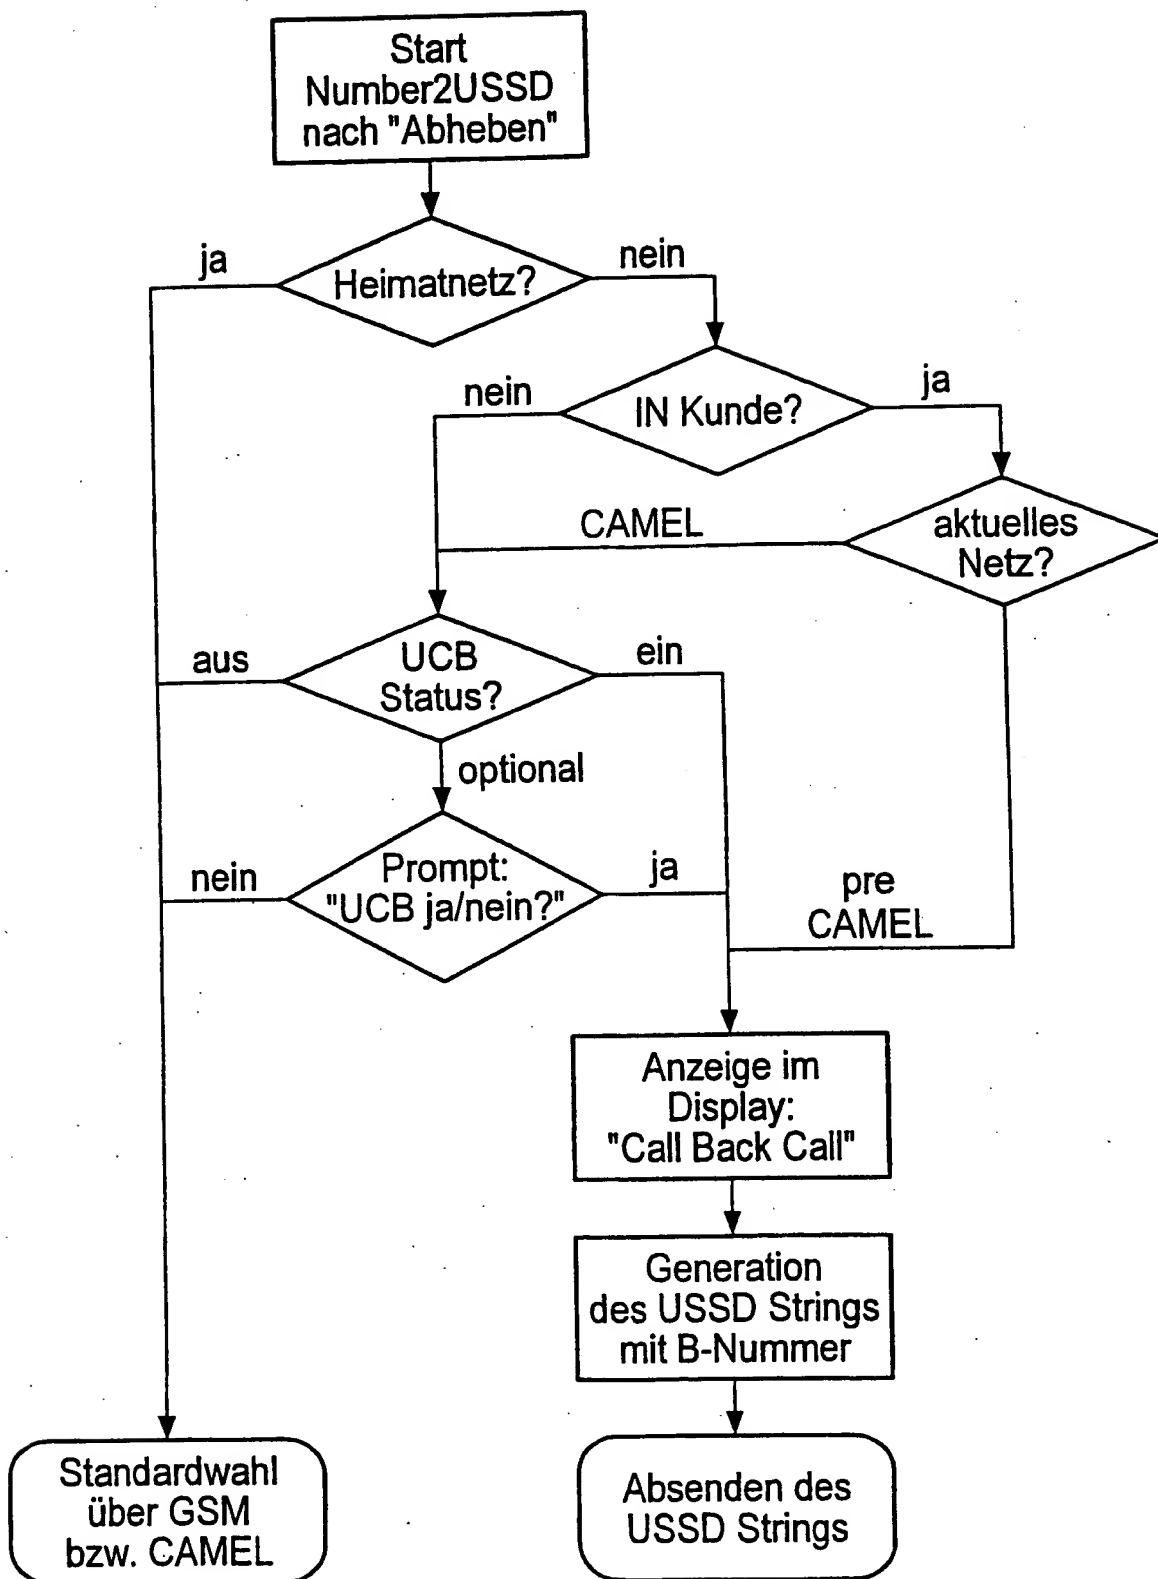 Start
Number2USSD
nach "Abheben"
ja
nein
Heimatnetz?
nein
ja
IN Kunde?
CAMEL
aktuelles
Netz?
aus
ein
UCB
Status?
optional
nein
ja
Prompt:
"UCB ja/nein?"
pre
CAMEL
Anzeige im
Display:
"Call Back Call"
Generation
des USSD Strings
mit B-Nummer
Standardwahl
über GSM
bzw. CAMEL
Absenden des
USSD Strings